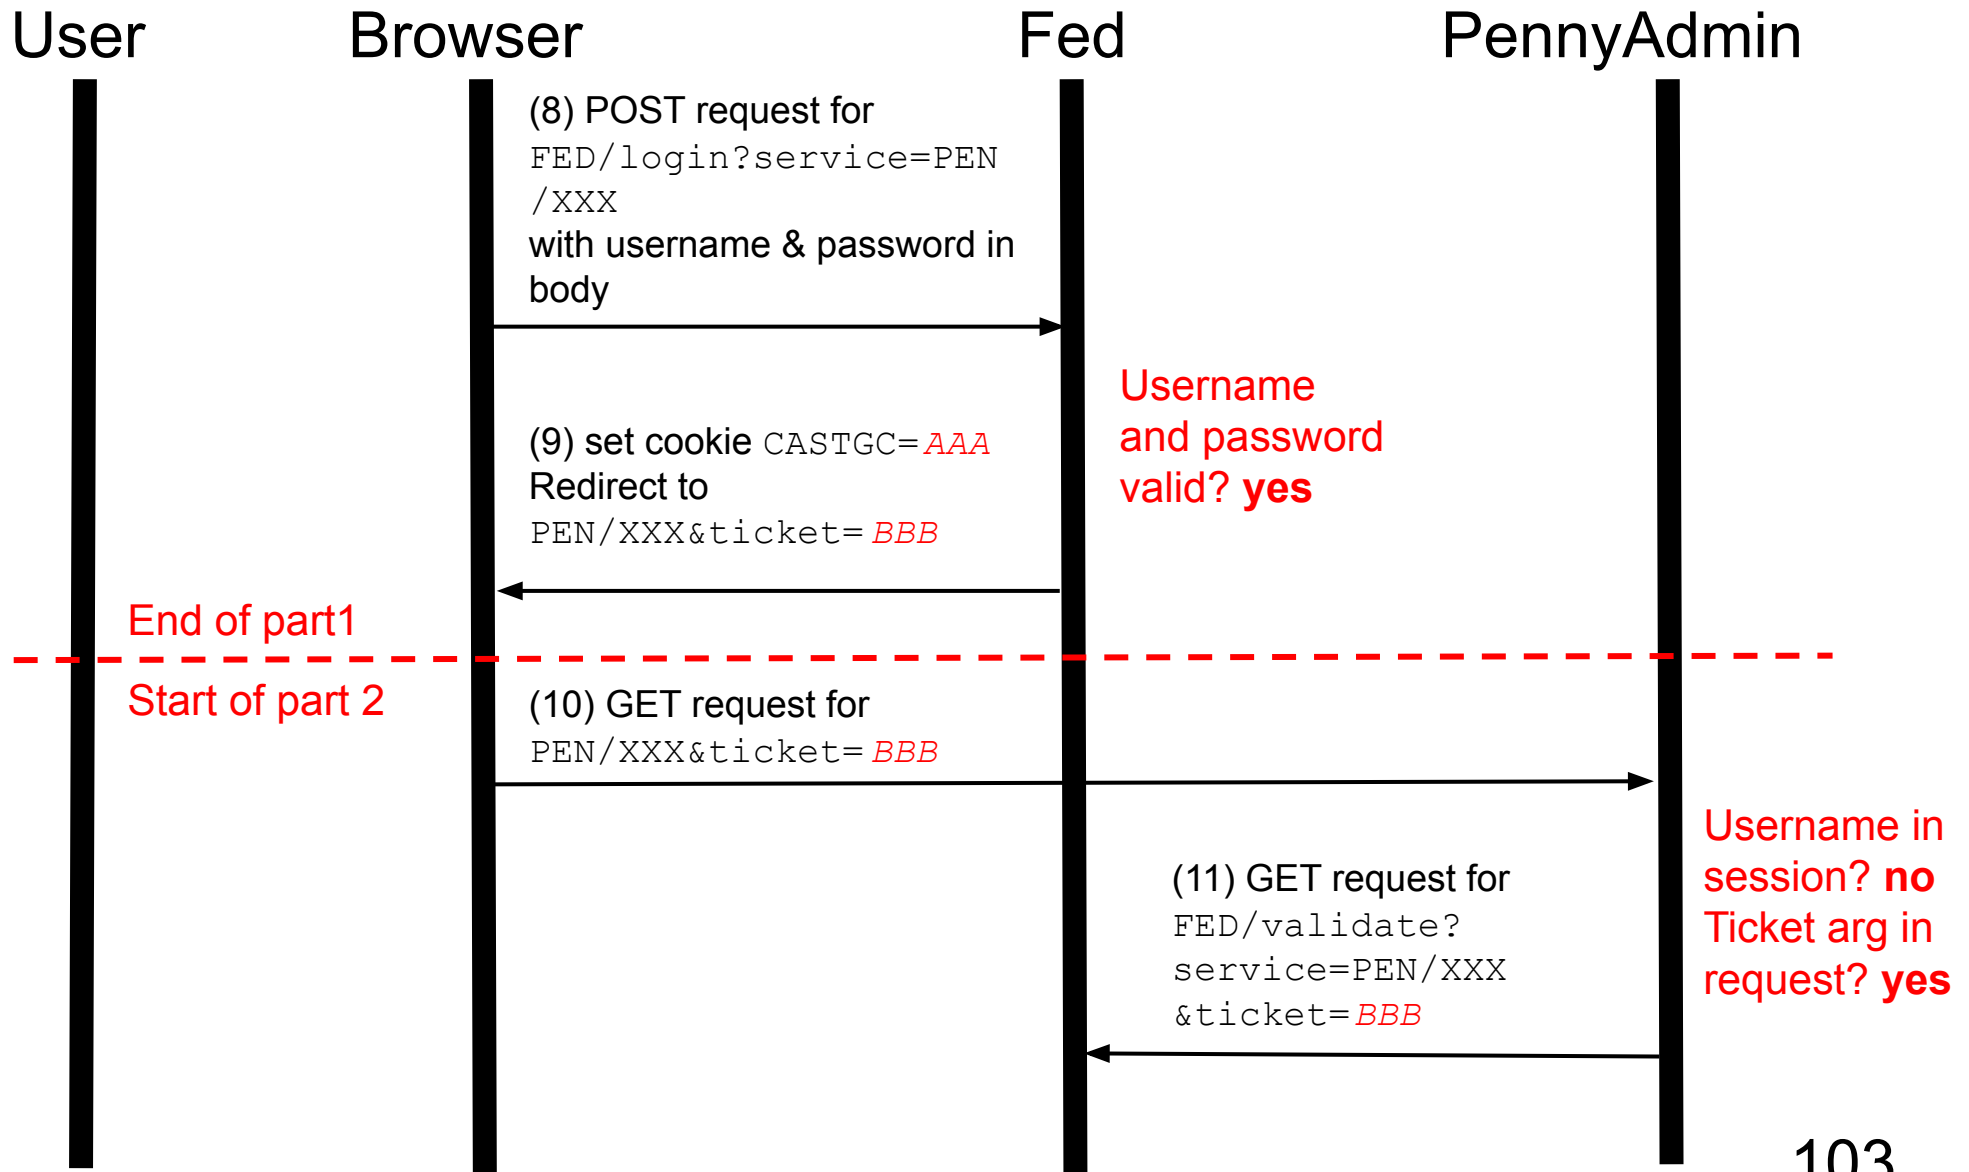 User
Browser
Fed
PennyAdmin
(8) POST request for
FED/login?service=PEN
/XXX
with username & password in
body
Username
and password
valid? yes
(9) set cookie CASTGC=AAA
Redirect to
PEN/XXX&ticket=BBB
End of part1
Start of part 2
(10) GET request for
PEN/XXX&ticket=BBB
Username in
session? no
Ticket arg in
request? yes
(11) GET request for
FED/validate?
service=PEN/XXX
&ticket=BBB
103